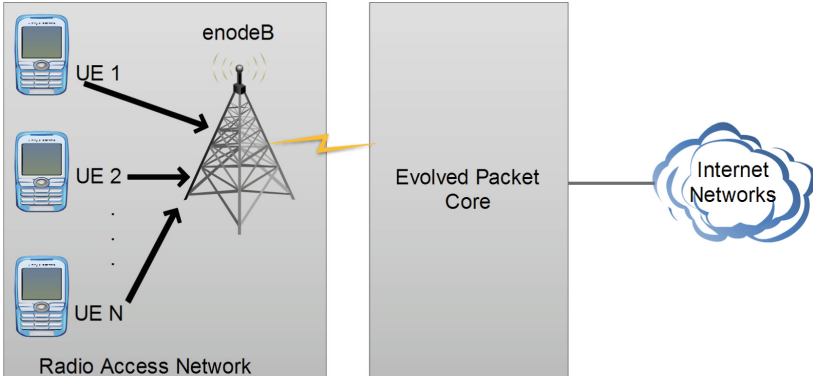 enodeB
UE 1
UE 2
.
.
.
UE N
Radio Access Network
Evolved Packet
Core
Internet
Networks